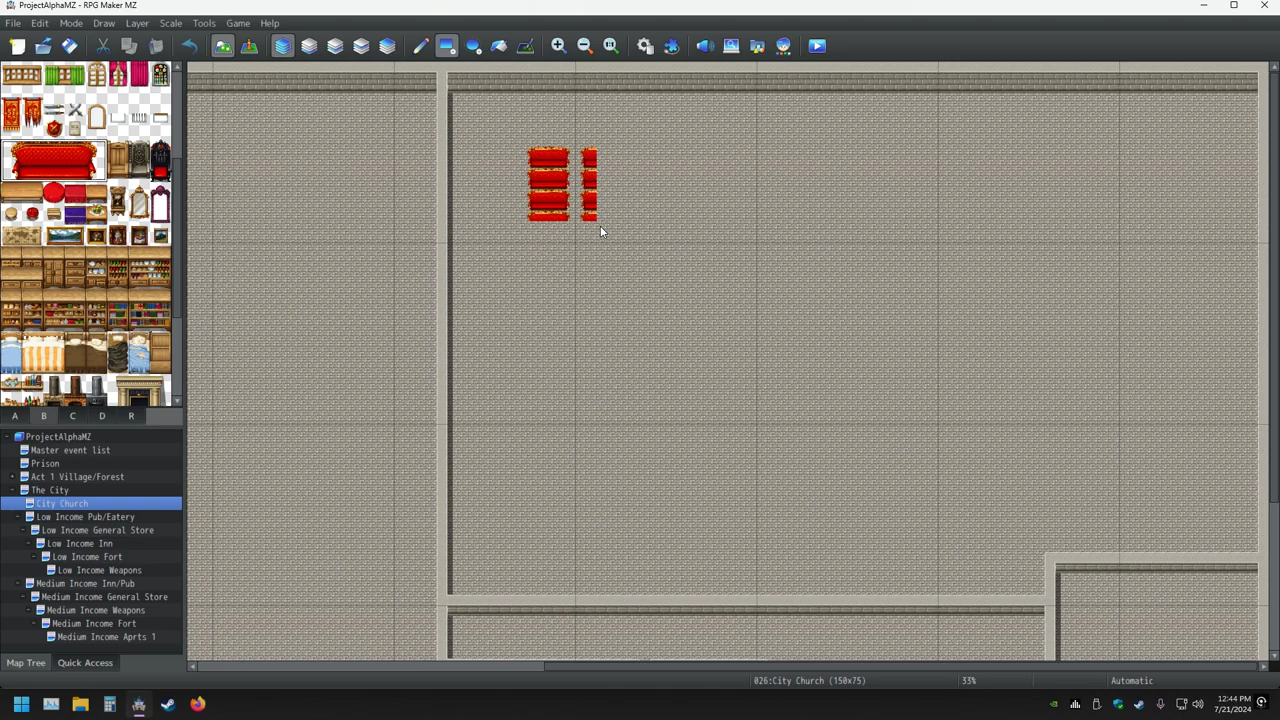 ProjectAlphaMZ - RPG Maker MZ
File Edit Mode Draw Layer Scale Tools Game Help
A B C D R
ProjectAlphaMZ
Master event list
Prison
Act 1 Village/Forest
The City
City Church
Low Income Pub/Eatery
Low Income General Store
Low Income Inn
Low Income Fort
Low Income Weapons
Medium Income Inn/Pub
Medium Income General Store
Medium Income Weapons
Medium Income Fort
Medium Income Aprts 1
Map Tree Quick Access
026:City Church (150x75) 33% Automatic
12:44 PM
7/21/2024